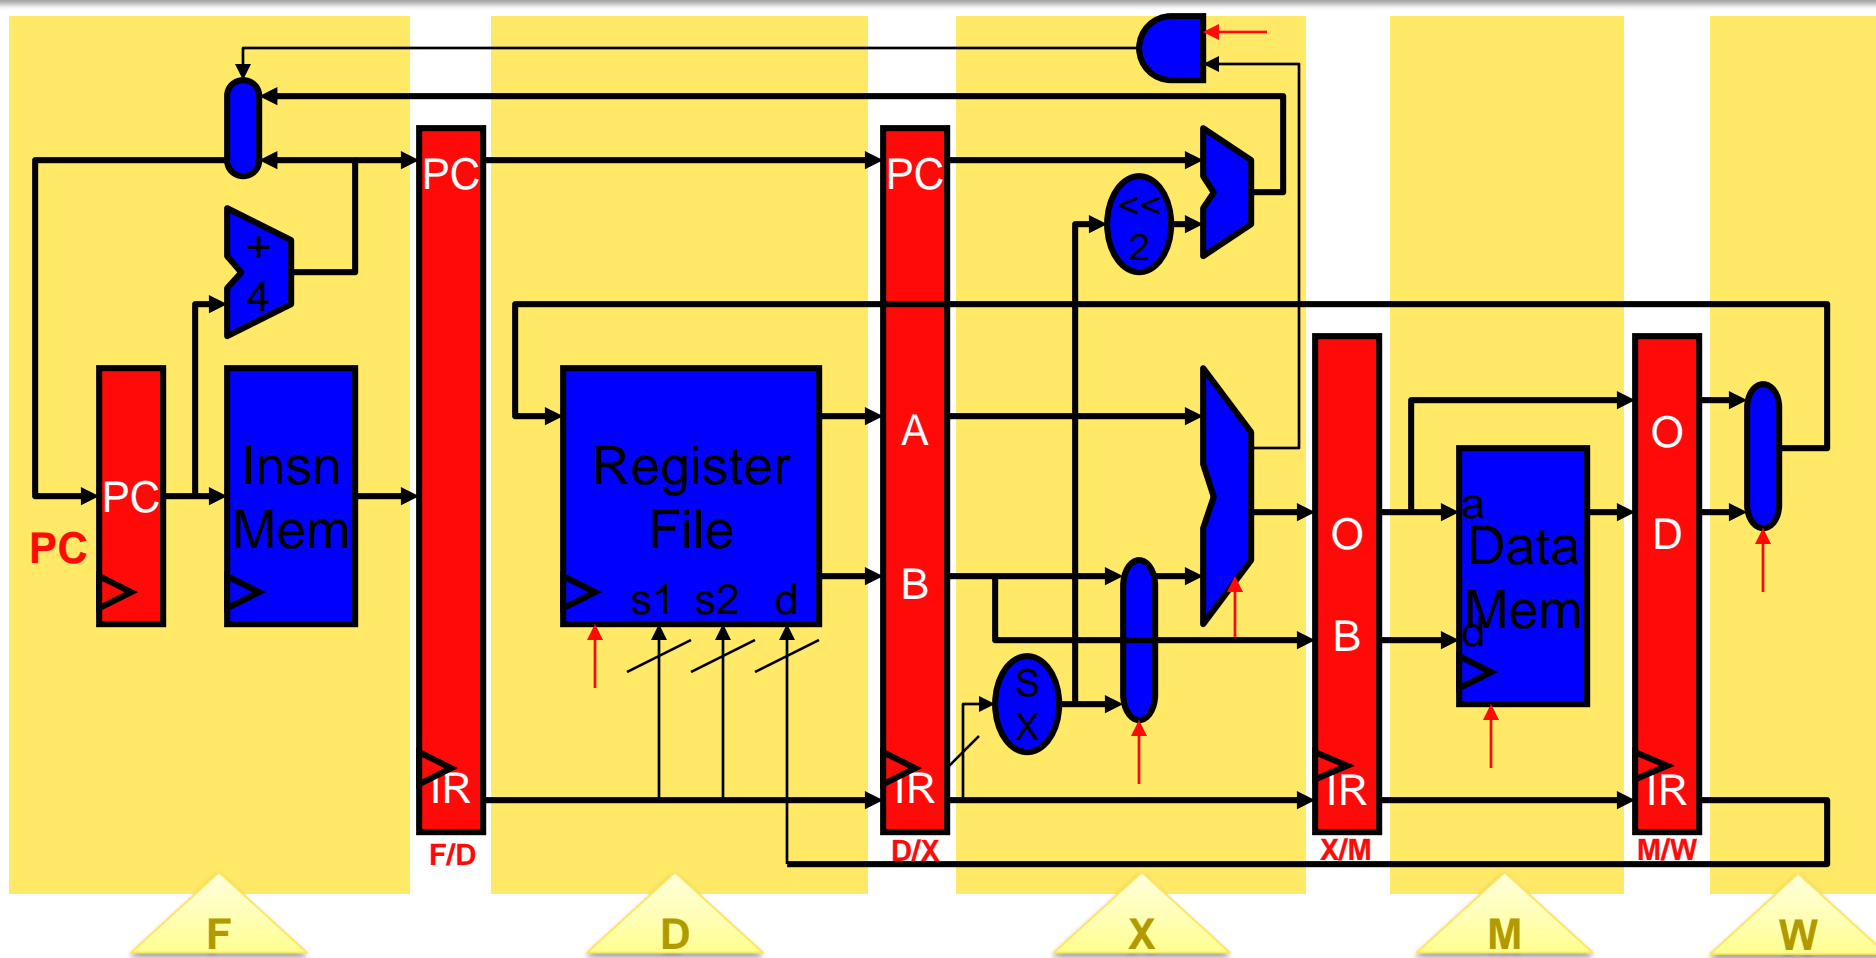 PC
PC
<<
2
+
4
A
O
Insn
Mem
Register
File
a
PC
PC
O
D
Data
Mem
d
B
B
s1
s2
d
S
X
IR
IR
IR
IR
F/D
D/X
X/M
M/W
F
D
X
M
W